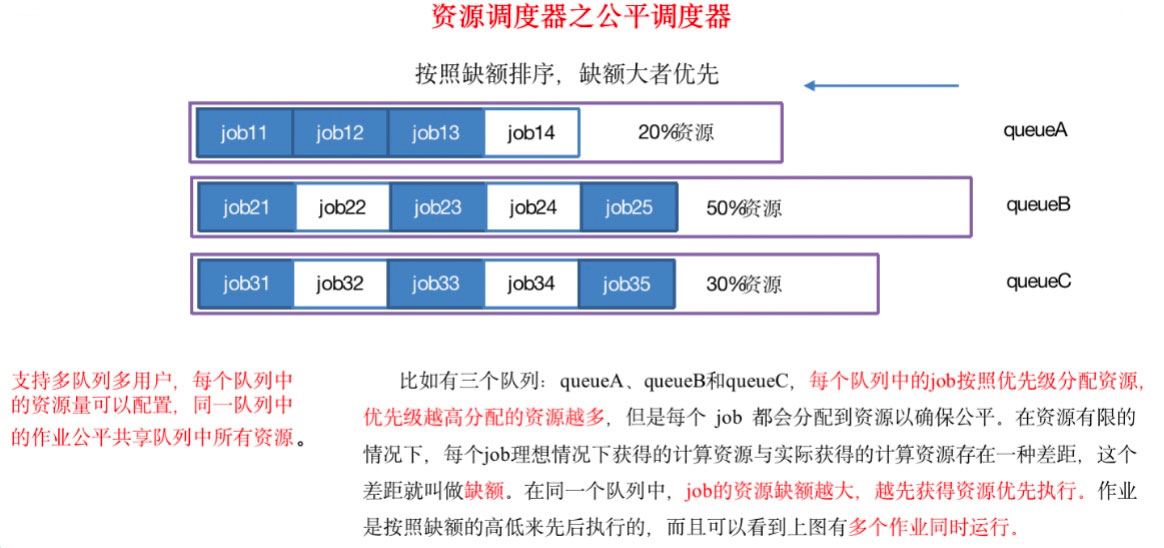 资源调度器之公平调度器
按照缺额排序，缺额大者优先
job11 job12 job13 job14 20%资源 queueA
job21 job22 job23 job24 job25 50%资源 queueB
job31 job32 job33 job34 job35 30%资源 queueC
支持多队列多用户，每个队列中
的资源量可以配置，同一队列中
的作业公平共享队列中所有资源。
比如有三个队列：queueA、queueB和queueC，每个队列中的job按照优先级分配资源，
优先级越高分配的资源越多，但是每个 job 都会分配到资源以确保公平。在资源有限的
情况下，每个job理想情况下获得的计算资源与实际获得的计算资源存在一种差距，这个
差距就叫做缺额。在同一个队列中，job的资源缺额越大，越先获得资源优先执行。作业
是按照缺额的高低来先后执行的，而且可以看到上图有多个作业同时运行。